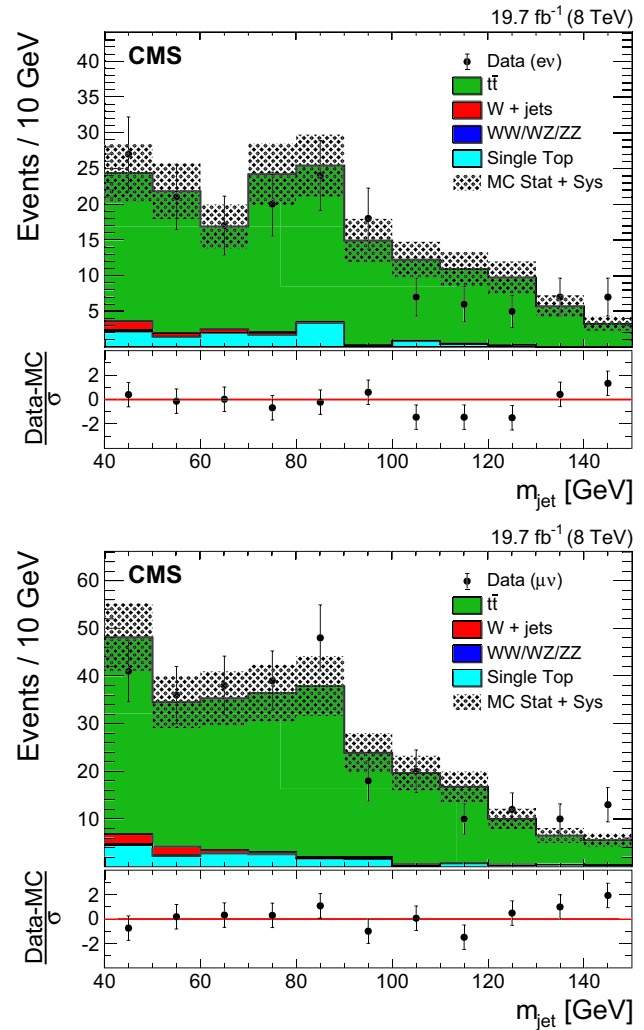 19.7 fb⁻¹ (8 TeV)
CMS
Data (eν)
tt̄
W + jets
WW/WZ/ZZ
Single Top
MC Stat + Sys
Events / 10 GeV
40
35
30
25
20
15
10
5
Data-MC
σ
2
0
-2
40 60 80 100 120 140
m_jet [GeV]
19.7 fb⁻¹ (8 TeV)
CMS
Data (μν)
tt̄
W + jets
WW/WZ/ZZ
Single Top
MC Stat + Sys
Events / 10 GeV
60
50
40
30
20
10
Data-MC
σ
2
0
-2
40 60 80 100 120 140
m_jet [GeV]